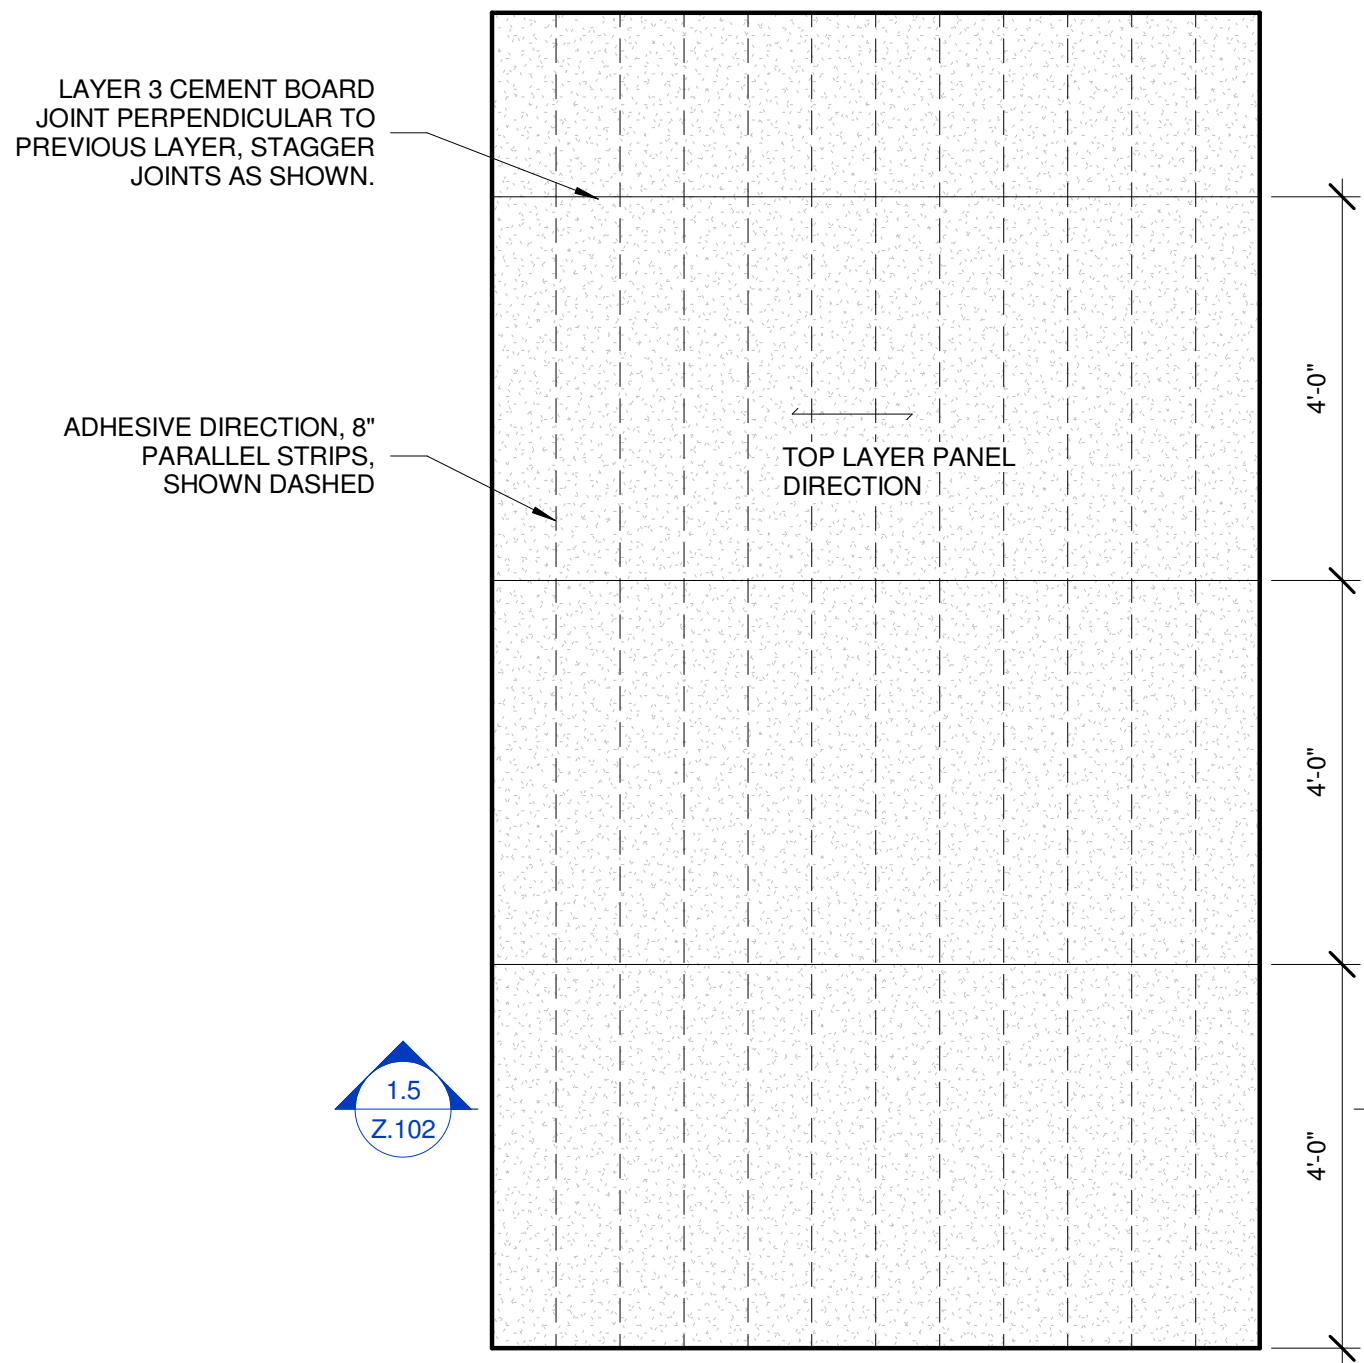 LAYER 3 CEMENT BOARD
JOINT PERPENDICULAR TO
PREVIOUS LAYER, STAGGER
JOINTS AS SHOWN.
4'-0"
ADHESIVE DIRECTION, 8"
PARALLEL STRIPS,
SHOWN DASHED
TOP LAYER PANEL
DIRECTION
4'-0"
1.5
Z.102
4'-0"